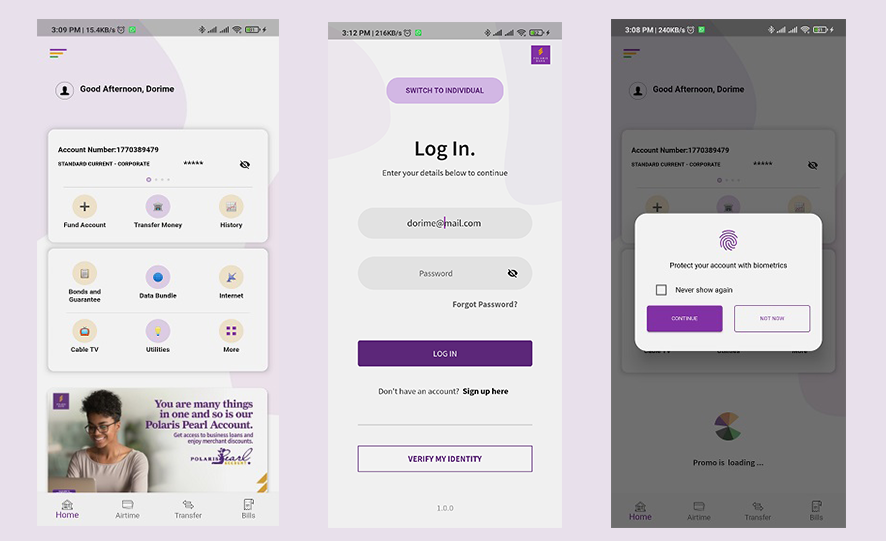 3:09 PM | 15.4KB/s
Good Afternoon, Dorime
Account Number:1770389479
STANDARD CURRENT - CORPORATE *****
Fund Account Transfer Money History
Bonds and
Guarantee
Data Bundle Internet
Cable TV Utilities More
You are many things
in one and so is our
Polaris Pearl Account.
Get access to business loans and
enjoy merchant discounts.
POLARIS Pearl
ACCOUNT
Home Airtime Transfer Bills
3:12 PM | 216KB/s
POLARIS
BANK
SWITCH TO INDIVIDUAL
Log In.
Enter your details below to continue
dorime@mail.com
Password
Forgot Password?
LOG IN
Don't have an account? Sign up here
VERIFY MY IDENTITY
1.0.0
3:08 PM | 240KB/s
Good Afternoon, Dorime
Account Number:1770389479
STANDARD CURRENT - CORPORATE *****
Protect your account with biometrics
Never show again
CONTINUE NOT NOW
Cable TV Utilities More
Promo is loading ...
Home Airtime Transfer Bills